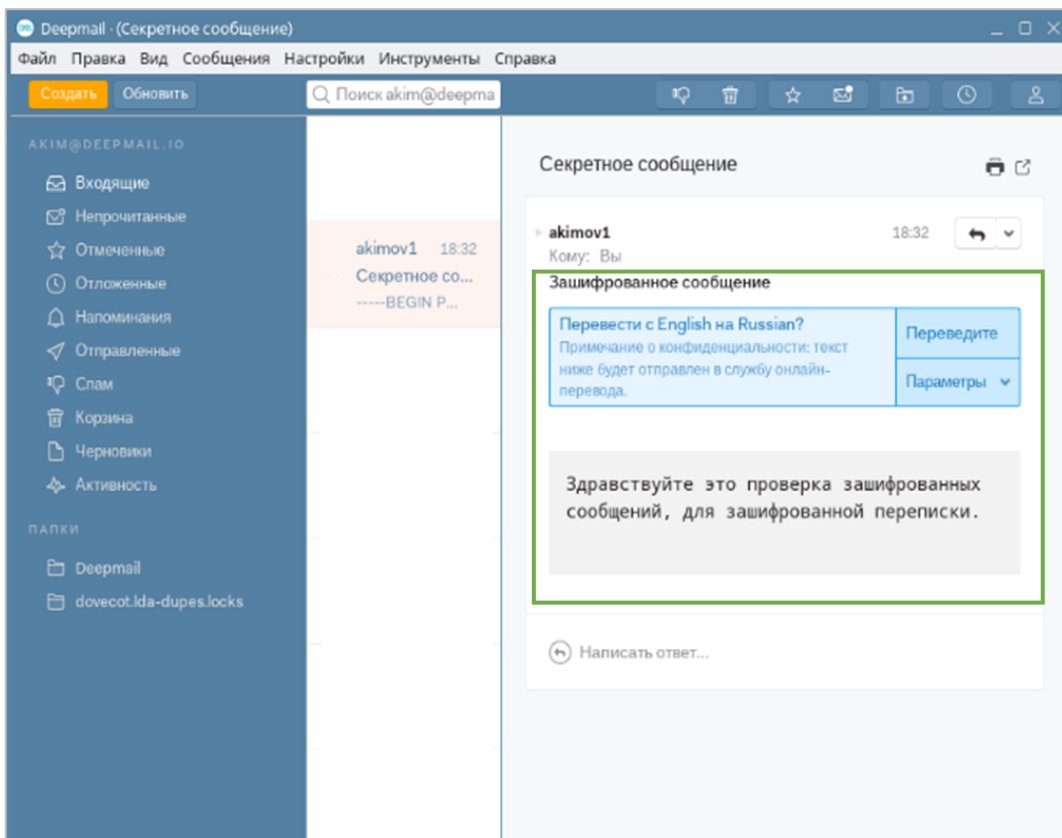 Deepmail · (Секретное сообщение)
Файл Правка Вид Сообщения Настройки Инструменты Справка
Создать Обновить
Поиск akim@deepma
AKIM@DEEPMAIL.IO
Входящие
Непрочитанные
Отмеченные
Отложенные
Напоминания
Отправленные
Спам
Корзина
Черновики
Активность
ПАПКИ
Deepmail
dovecot.lda-dupes.locks
akimov1 18:32
Секретное со...
-----BEGIN P...
Секретное сообщение
akimov1 18:32
Кому: Вы
Зашифрованное сообщение
Перевести с English на Russian?
Примечание о конфиденциальности: текст
ниже будет отправлен в службу онлайн-
перевода.
Переведите
Параметры
Здравствуйте это проверка зашифрованных
сообщений, для зашифрованной переписки.
Написать ответ...